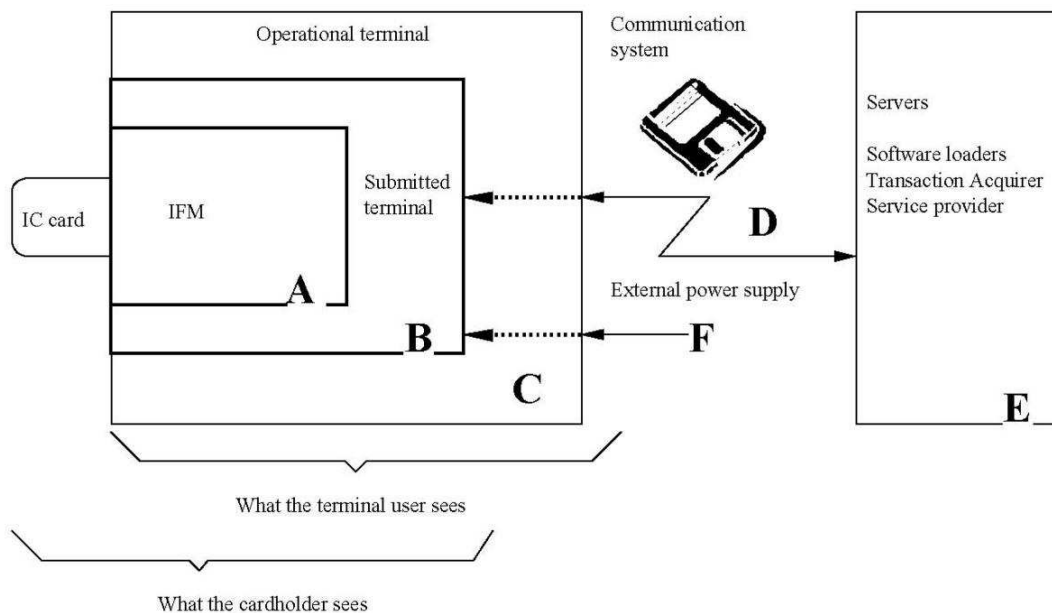 Operational terminal
Communication
system
Servers
Software loaders
Transaction Acquirer
Service provider
Submitted
terminal
IC card
IFM
D
A
External power supply
B
F
C
E
What the terminal user sees
What the cardholder sees